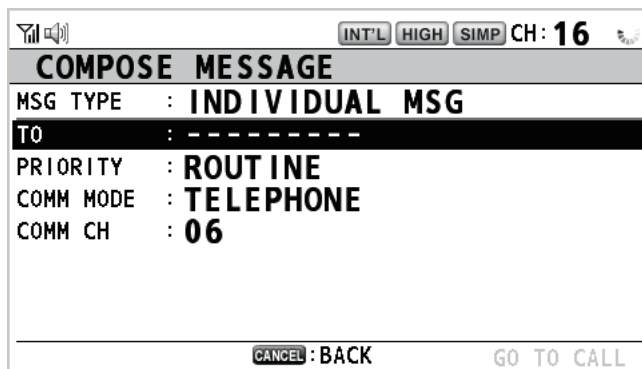 INT'L HIGH SIMP CH: 16
COMPOSE MESSAGE
MSG TYPE : INDIVIDUAL MSG
TO : ---------
PRIORITY : ROUTINE
COMM MODE : TELEPHONE
COMM CH : 06
CANCEL : BACK GO TO CALL